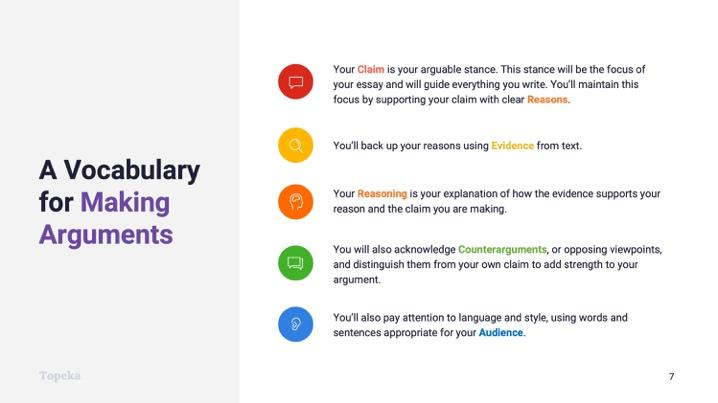 A Vocabulary
for Making
Arguments
Your Claim is your arguable stance. This stance will be the focus of
your essay and will guide everything you write. You'll maintain this
focus by supporting your claim with clear Reasons.
You'll back up your reasons using Evidence from text.
Your Reasoning is your explanation of how the evidence supports your
reason and the claim you are making.
You will also acknowledge Counterarguments, or opposing viewpoints,
and distinguish them from your own claim to add strength to your
argument.
You'll also pay attention to language and style, using words and
sentences appropriate for your Audience.
Topeka
7